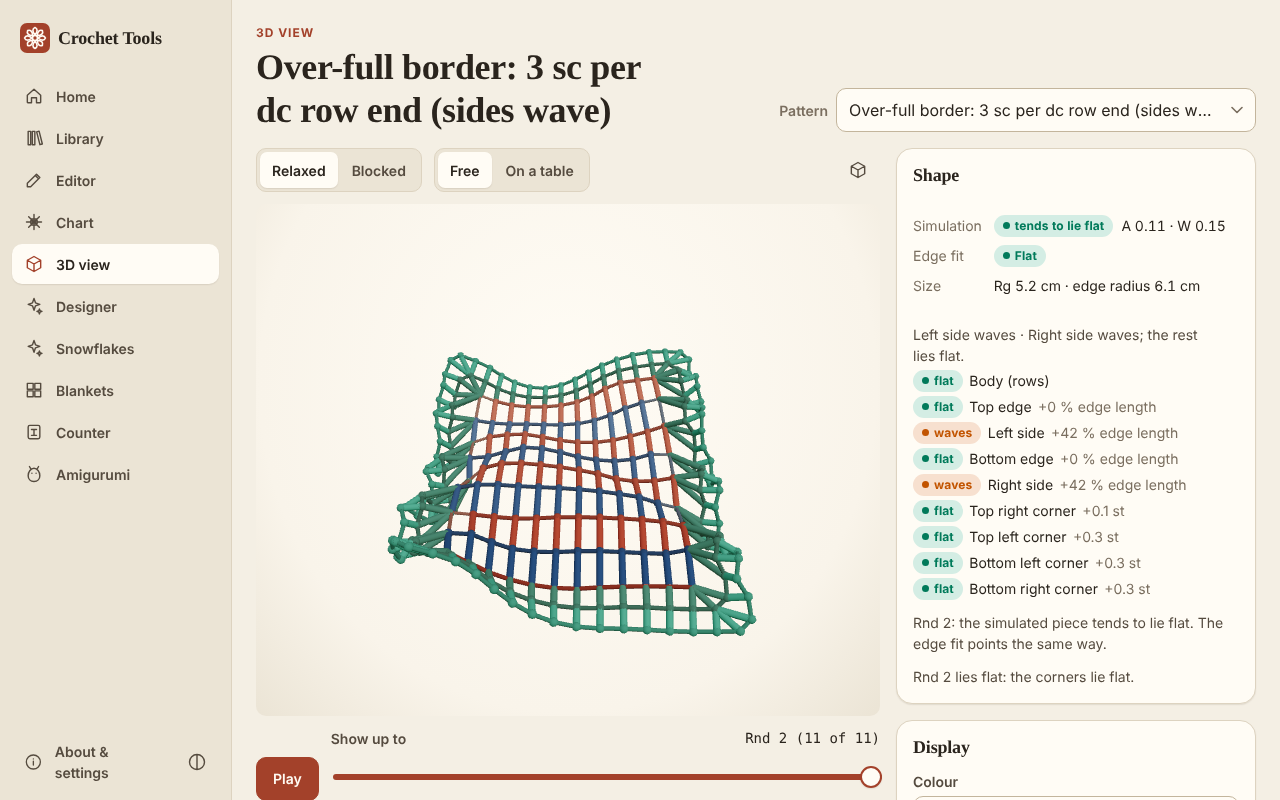 Crochet Tools
Home
Library
Editor
Chart
3D view
Designer
Snowflakes
Blankets
Counter
Amigurumi
About &
settings
3D VIEW
Over-full border: 3 sc per
dc row end (sides wave)
Pattern
Over-full border: 3 sc per dc row end (sides w...
Relaxed
Blocked
Free
On a table
Show up to
Rnd 2 (11 of 11)
Play
Shape
Simulation tends to lie flat A 0.11 · W 0.15
Edge fit Flat
Size Rg 5.2 cm · edge radius 6.1 cm
Left side waves · Right side waves; the rest
lies flat.
flat Body (rows)
flat Top edge +0 % edge length
waves Left side +42 % edge length
flat Bottom edge +0 % edge length
waves Right side +42 % edge length
flat Top right corner +0.1 st
flat Top left corner +0.3 st
flat Bottom left corner +0.3 st
flat Bottom right corner +0.3 st
Rnd 2: the simulated piece tends to lie flat. The
edge fit points the same way.
Rnd 2 lies flat: the corners lie flat.
Display
Colour